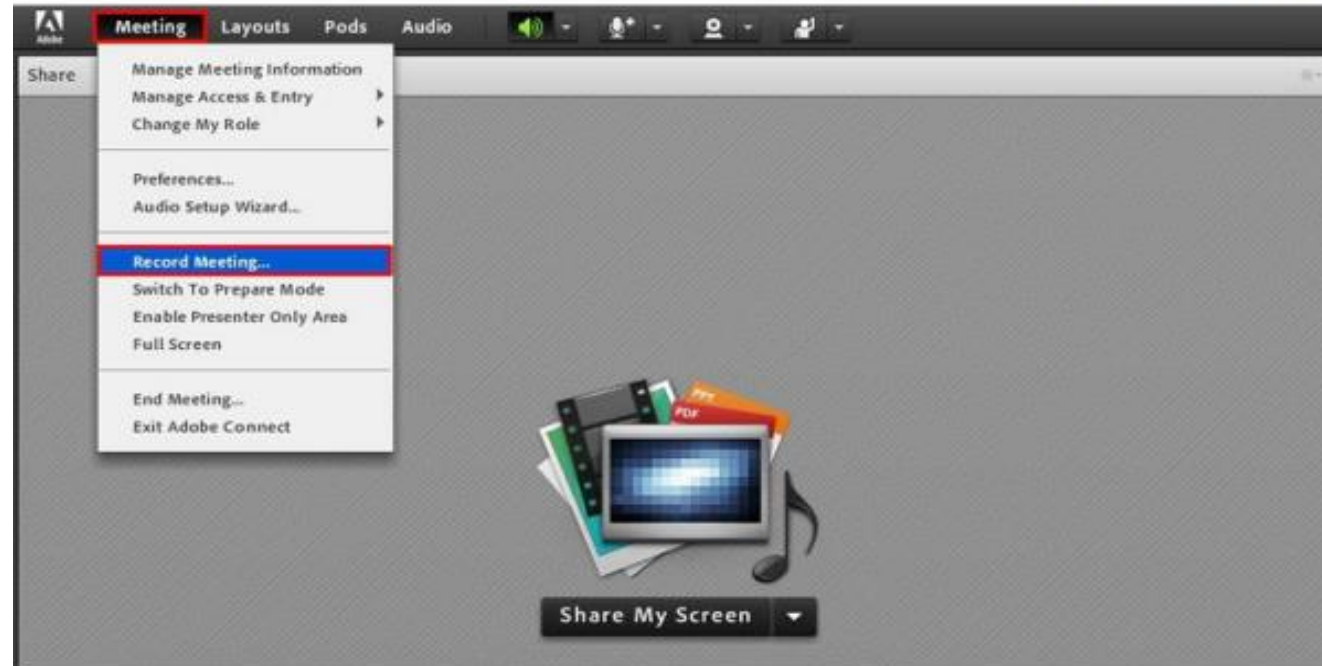 Adobe
Meeting Layouts Pods Audio
Share
Manage Meeting Information
Manage Access & Entry
Change My Role
Preferences...
Audio Setup Wizard...
Record Meeting...
Switch To Prepare Mode
Enable Presenter Only Area
Full Screen
End Meeting...
Exit Adobe Connect
PPT
PDF
Share My Screen